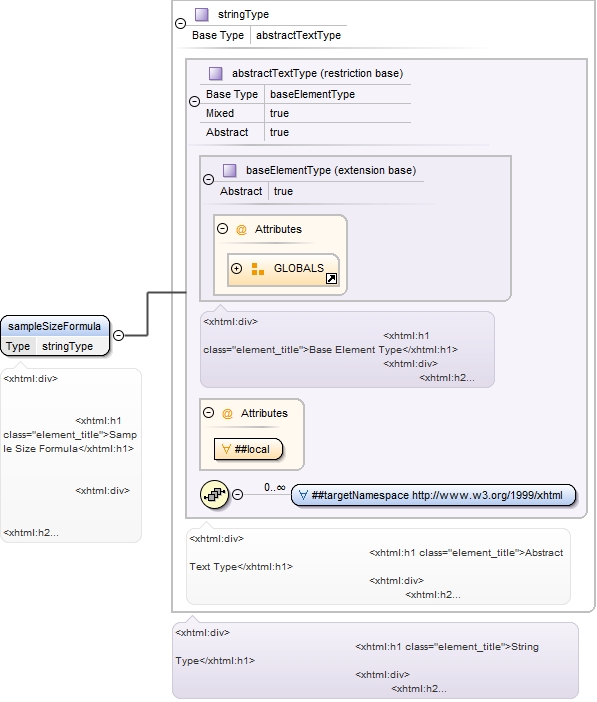 stringType
Base Type abstractTextType
abstractTextType (restriction base)
Base Type baseElementType
Mixed true
Abstract true
baseElementType (extension base)
Abstract true
@ Attributes
GLOBALS
<xhtml:div>
<xhtml:h1
class="element_title">Base Element Type</xhtml:h1>
<xhtml:div>
<xhtml:h2...
sampleSizeFormula
Type stringType
<xhtml:div>
<xhtml:h1
class="element_title">Samp
le Size Formula</xhtml:h1>
<xhtml:div>
<xhtml:h2...
@ Attributes
∀ ##local
0..∞
∀ ##targetNamespace http://www.w3.org/1999/xhtml
<xhtml:div>
<xhtml:h1 class="element_title">Abstract
Text Type</xhtml:h1>
<xhtml:div>
<xhtml:h2...
<xhtml:div>
<xhtml:h1 class="element_title">String
Type</xhtml:h1>
<xhtml:div>
<xhtml:h2...